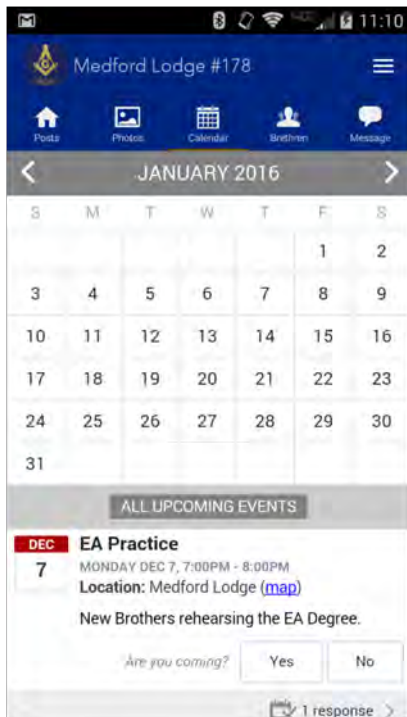 11:10
Medford Lodge #178
Posts Photos Calendar Brethren Message
JANUARY 2016
S M T W T F S
1 2
3 4 5 6 7 8 9
10 11 12 13 14 15 16
17 18 19 20 21 22 23
24 25 26 27 28 29 30
31
ALL UPCOMING EVENTS
DEC EA Practice
7 MONDAY DEC 7, 7:00PM - 8:00PM
Location: Medford Lodge (map)
New Brothers rehearsing the EA Degree.
Are you coming? Yes No
1 response